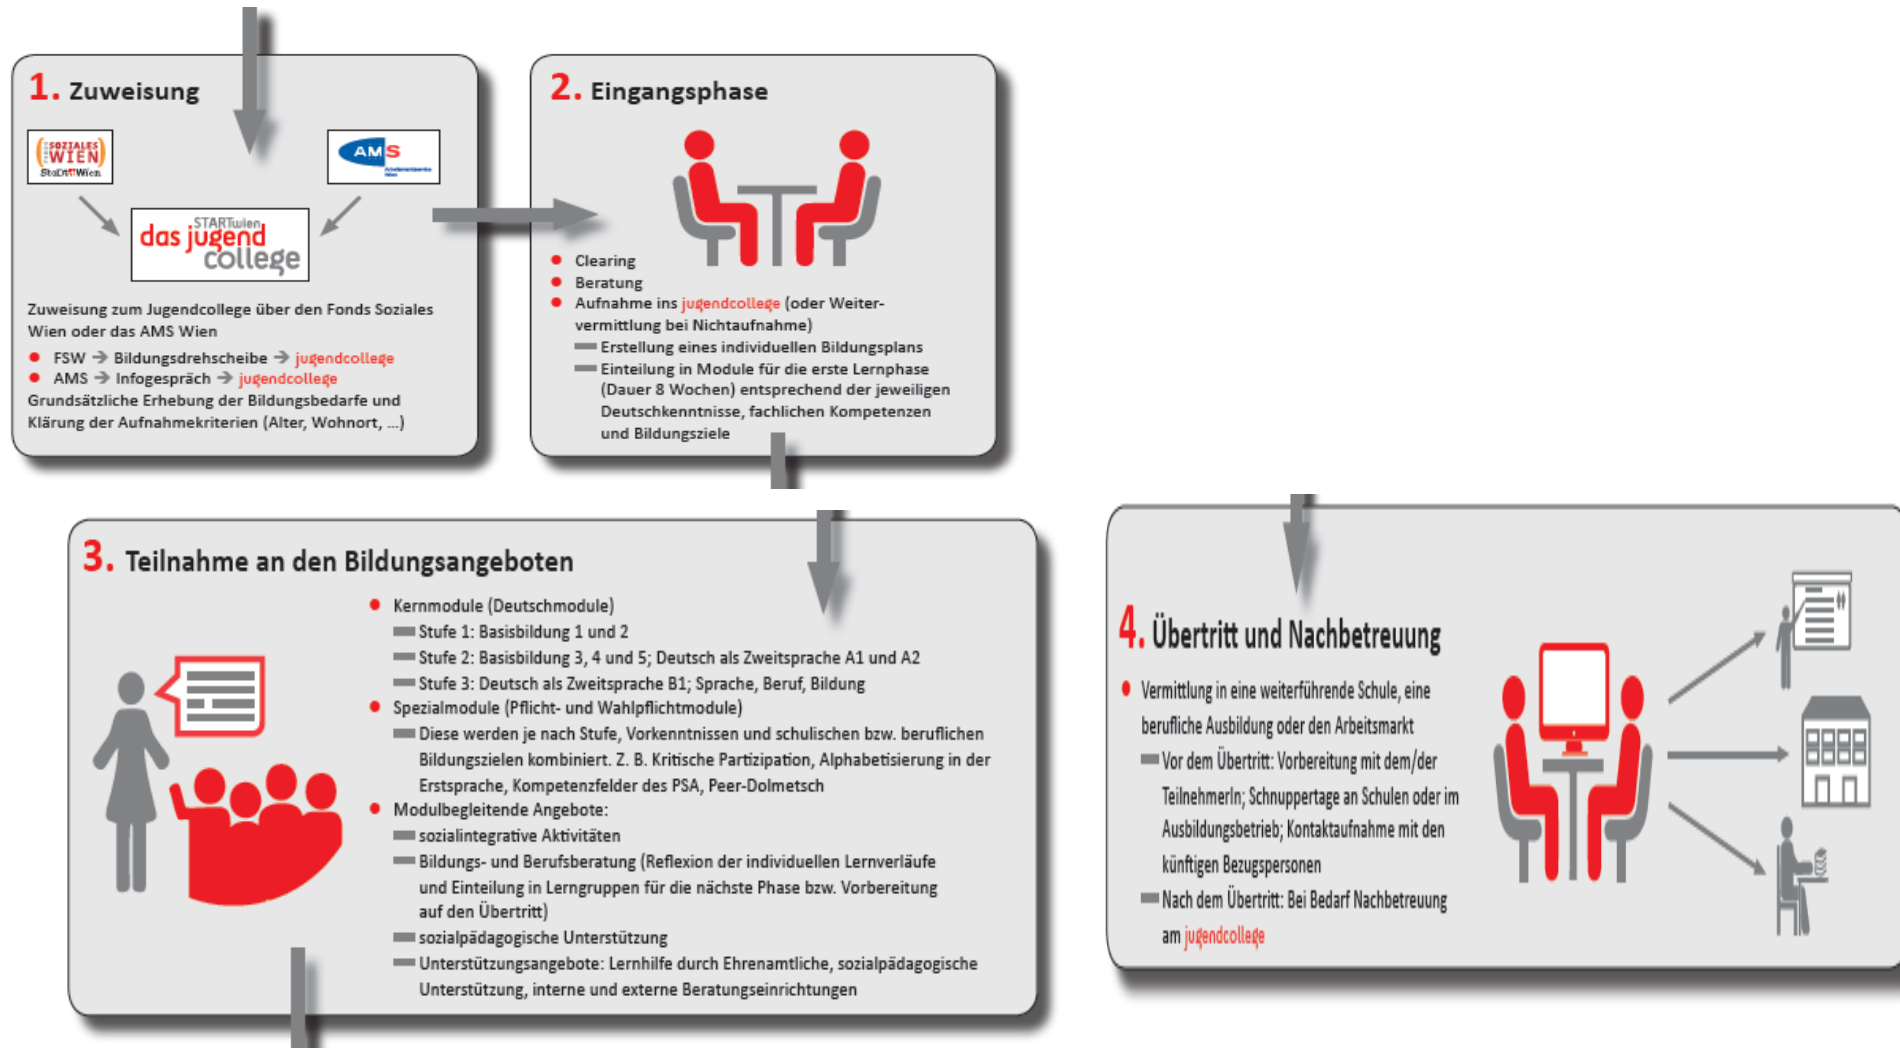 1. Zuweisung
SOZIALES
WIEN
StaDt Wien
AMS
STARTwien
das jugend
college
Zuweisung zum Jugendcollege über den Fonds Soziales
Wien oder das AMS Wien
● FSW → Bildungsdrehscheibe → jugendcollege
● AMS → Infogespräch → jugendcollege
Grundsätzliche Erhebung der Bildungsbedarfe und
Klärung der Aufnahmekriterien (Alter, Wohnort, ...)
2. Eingangsphase
● Clearing
● Beratung
● Aufnahme ins jugendcollege (oder Weiter-
vermittlung bei Nichtaufnahme)
Erstellung eines individuellen Bildungsplans
Einteilung in Module für die erste Lernphase
(Dauer 8 Wochen) entsprechend der jeweiligen
Deutschkenntnisse, fachlichen Kompetenzen
und Bildungsziele
3. Teilnahme an den Bildungsangeboten
● Kernmodule (Deutschmodule)
Stufe 1: Basisbildung 1 und 2
Stufe 2: Basisbildung 3, 4 und 5; Deutsch als Zweitsprache A1 und A2
Stufe 3: Deutsch als Zweitsprache B1; Sprache, Beruf, Bildung
● Spezialmodule (Pflicht- und Wahlpflichtmodule)
Diese werden je nach Stufe, Vorkenntnissen und schulischen bzw. beruflichen
Bildungszielen kombiniert. Z. B. Kritische Partizipation, Alphabetisierung in der
Erstsprache, Kompetenzfelder des PSA, Peer-Dolmetsch
● Modulbegleitende Angebote:
sozialintegrative Aktivitäten
Bildungs- und Berufsberatung (Reflexion der individuellen Lernverläufe
und Einteilung in Lerngruppen für die nächste Phase bzw. Vorbereitung
auf den Übertritt)
sozialpädagogische Unterstützung
Unterstützungsangebote: Lernhilfe durch Ehrenamtliche, sozialpädagogische
Unterstützung, interne und externe Beratungseinrichtungen
4. Übertritt und Nachbetreuung
● Vermittlung in eine weiterführende Schule, eine
berufliche Ausbildung oder den Arbeitsmarkt
Vor dem Übertritt: Vorbereitung mit dem/der
TeilnehmerIn; Schnuppertage an Schulen oder im
Ausbildungsbetrieb; Kontaktaufnahme mit den
künftigen Bezugspersonen
Nach dem Übertritt: Bei Bedarf Nachbetreuung
am jugendcollege